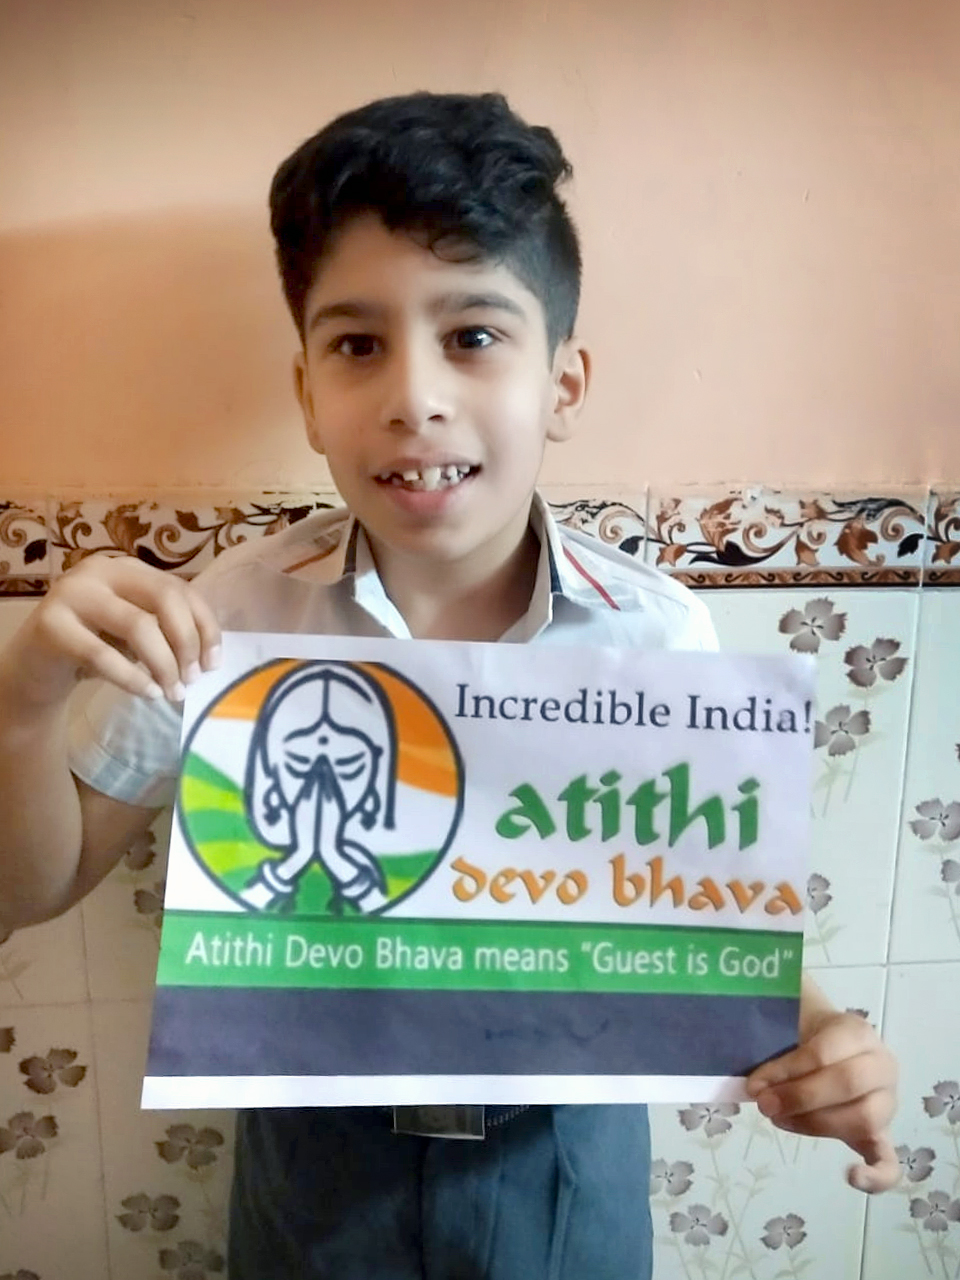 Incredible India!
atithi
devo bhava
Atithi Devo Bhava means "Guest is God"